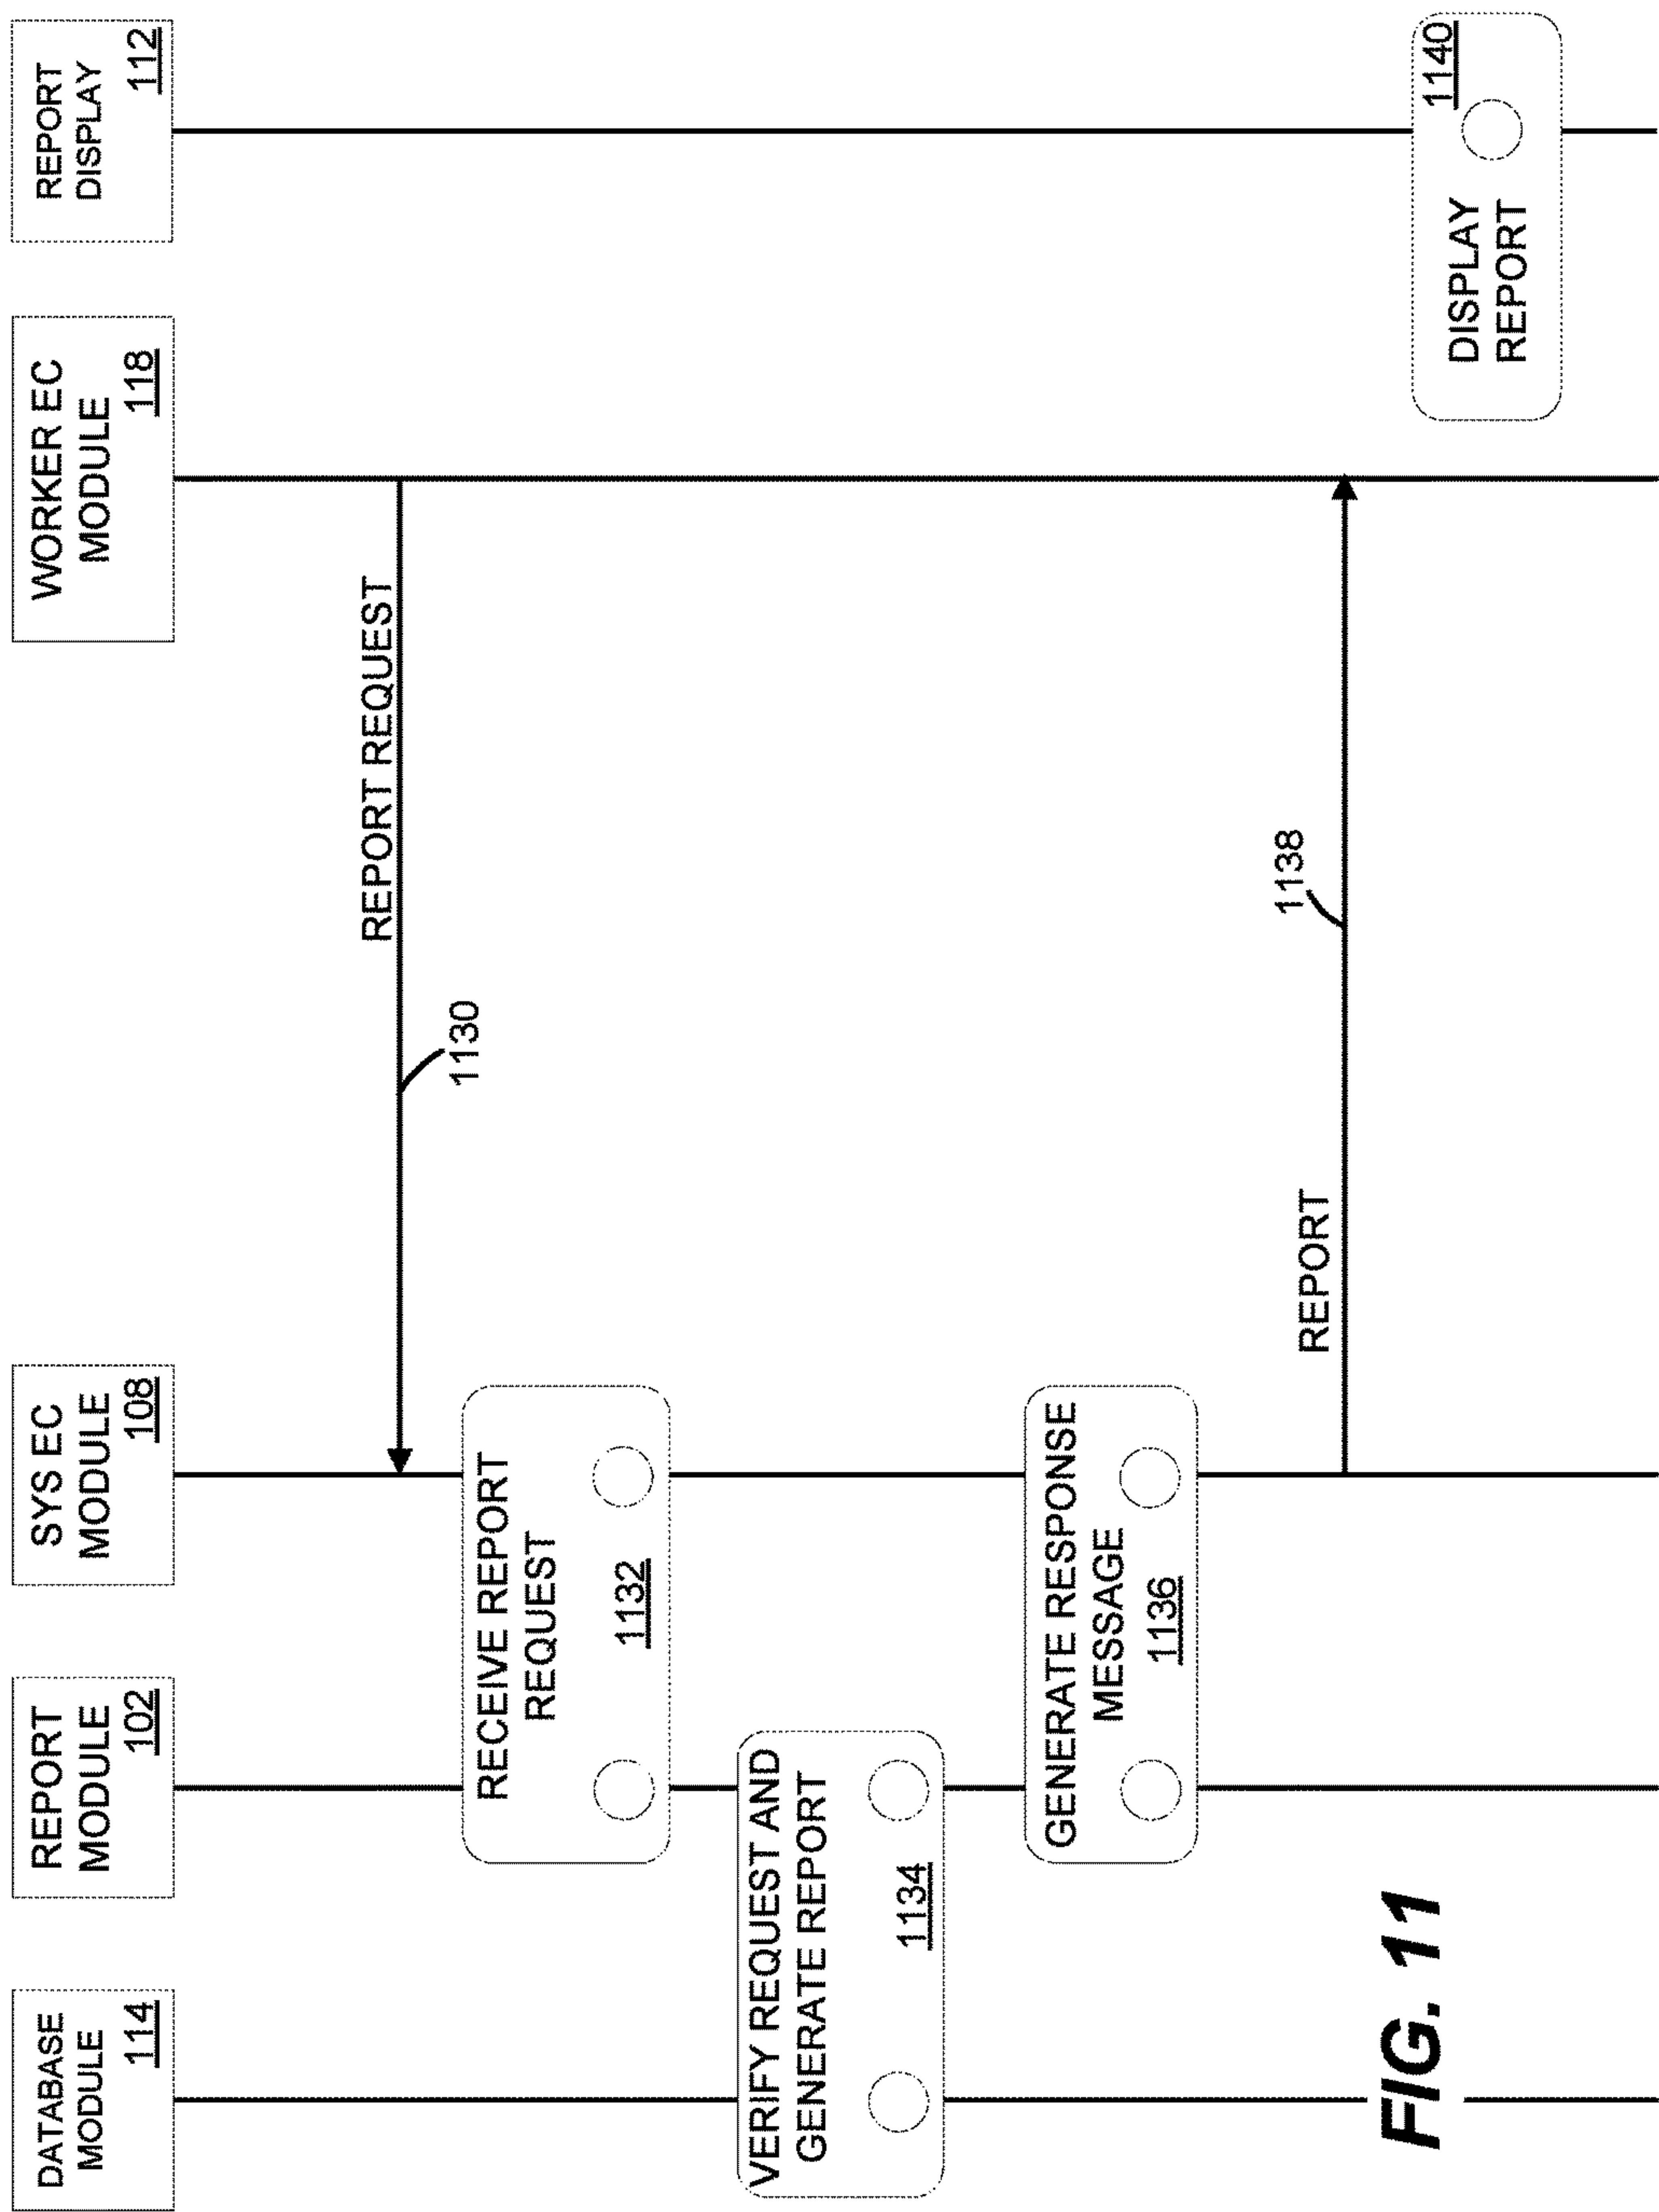 DATABASE
MODULE
114
REPORT
MODULE
102
SYS EC
MODULE
108
WORKER EC
MODULE
118
REPORT
DISPLAY
112
REPORT REQUEST
1130
RECEIVE REPORT
REQUEST
1132
VERIFY REQUEST AND
GENERATE REPORT
1134
GENERATE RESPONSE
MESSAGE
1136
1138
REPORT
DISPLAY
REPORT
1140
FIG. 11